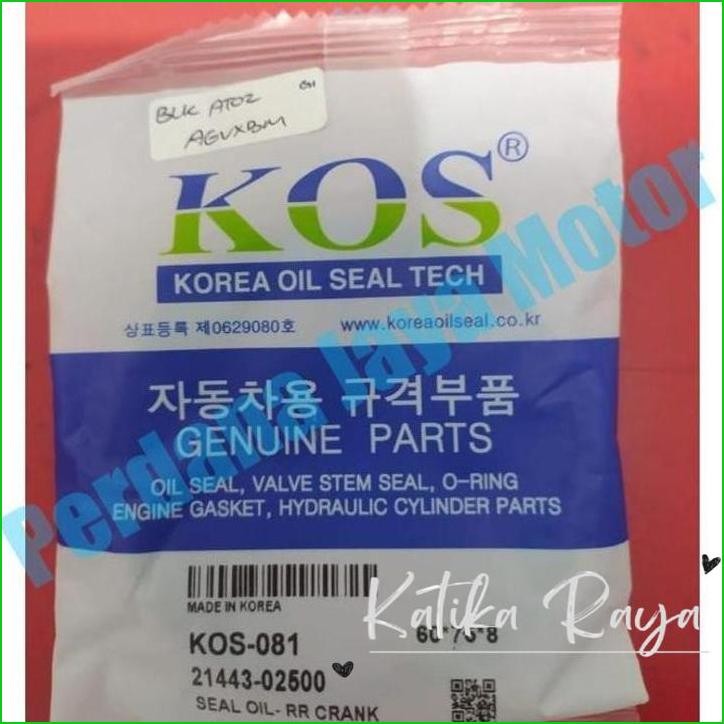 BLK ATOZ
AGVXBM
KOS®
KOREA OIL SEAL TECH
상표등록 제0629080호 www.koreaoilseal.co.kr
자동차용 규격부품
GENUINE PARTS
OIL SEAL, VALVE STEM SEAL, O-RING
ENGINE GASKET, HYDRAULIC CYLINDER PARTS
Perdana Jaya Motor
MADE IN KOREA
Katika Raya
KOS-081 60*76*8
21443-02500
SEAL OIL- RR CRANK